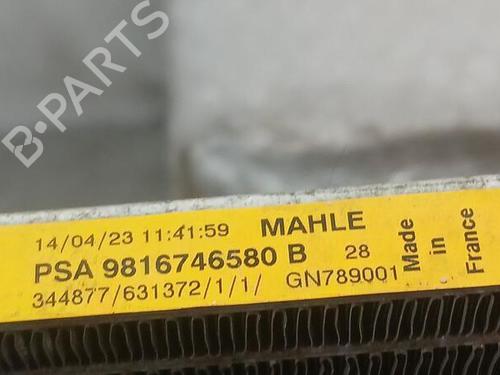 B-PARTS
14/04/23 11:41:59 MAHLE
PSA 9816746580 B 28
344877/631372/1/1/ GN789001
Made
in
France